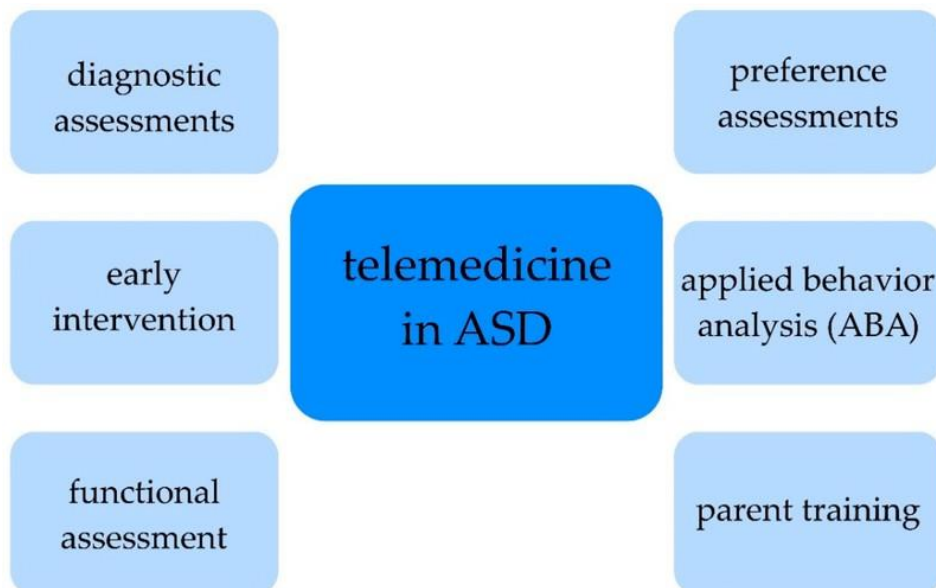 diagnostic
assessments
early
intervention
functional
assessment
telemedicine
in ASD
preference
assessments
applied behavior
analysis (ABA)
parent training